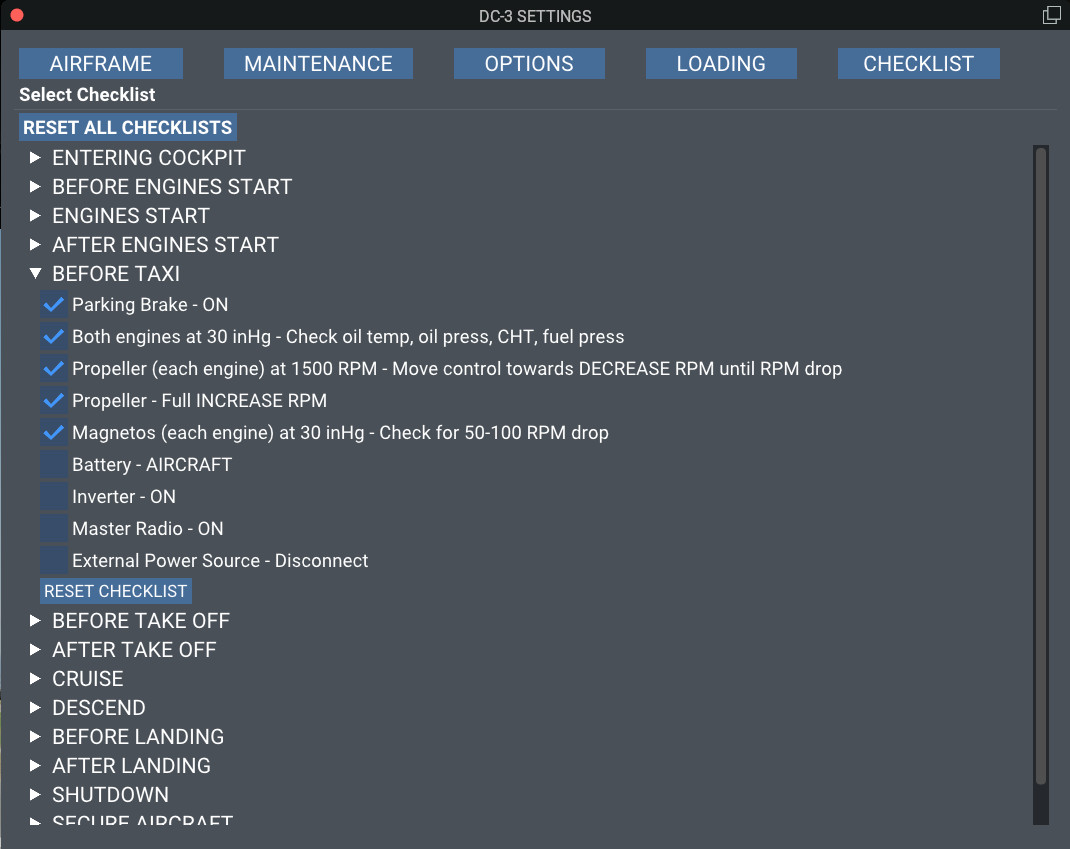 DC-3 SETTINGS
AIRFRAME MAINTENANCE OPTIONS LOADING CHECKLIST
Select Checklist
RESET ALL CHECKLISTS
ENTERING COCKPIT
BEFORE ENGINES START
ENGINES START
AFTER ENGINES START
BEFORE TAXI
Parking Brake - ON
Both engines at 30 inHg - Check oil temp, oil press, CHT, fuel press
Propeller (each engine) at 1500 RPM - Move control towards DECREASE RPM until RPM drop
Propeller - Full INCREASE RPM
Magnetos (each engine) at 30 inHg - Check for 50-100 RPM drop
Battery - AIRCRAFT
Inverter - ON
Master Radio - ON
External Power Source - Disconnect
RESET CHECKLIST
BEFORE TAKE OFF
AFTER TAKE OFF
CRUISE
DESCEND
BEFORE LANDING
AFTER LANDING
SHUTDOWN
SECURE AIRCRAFT